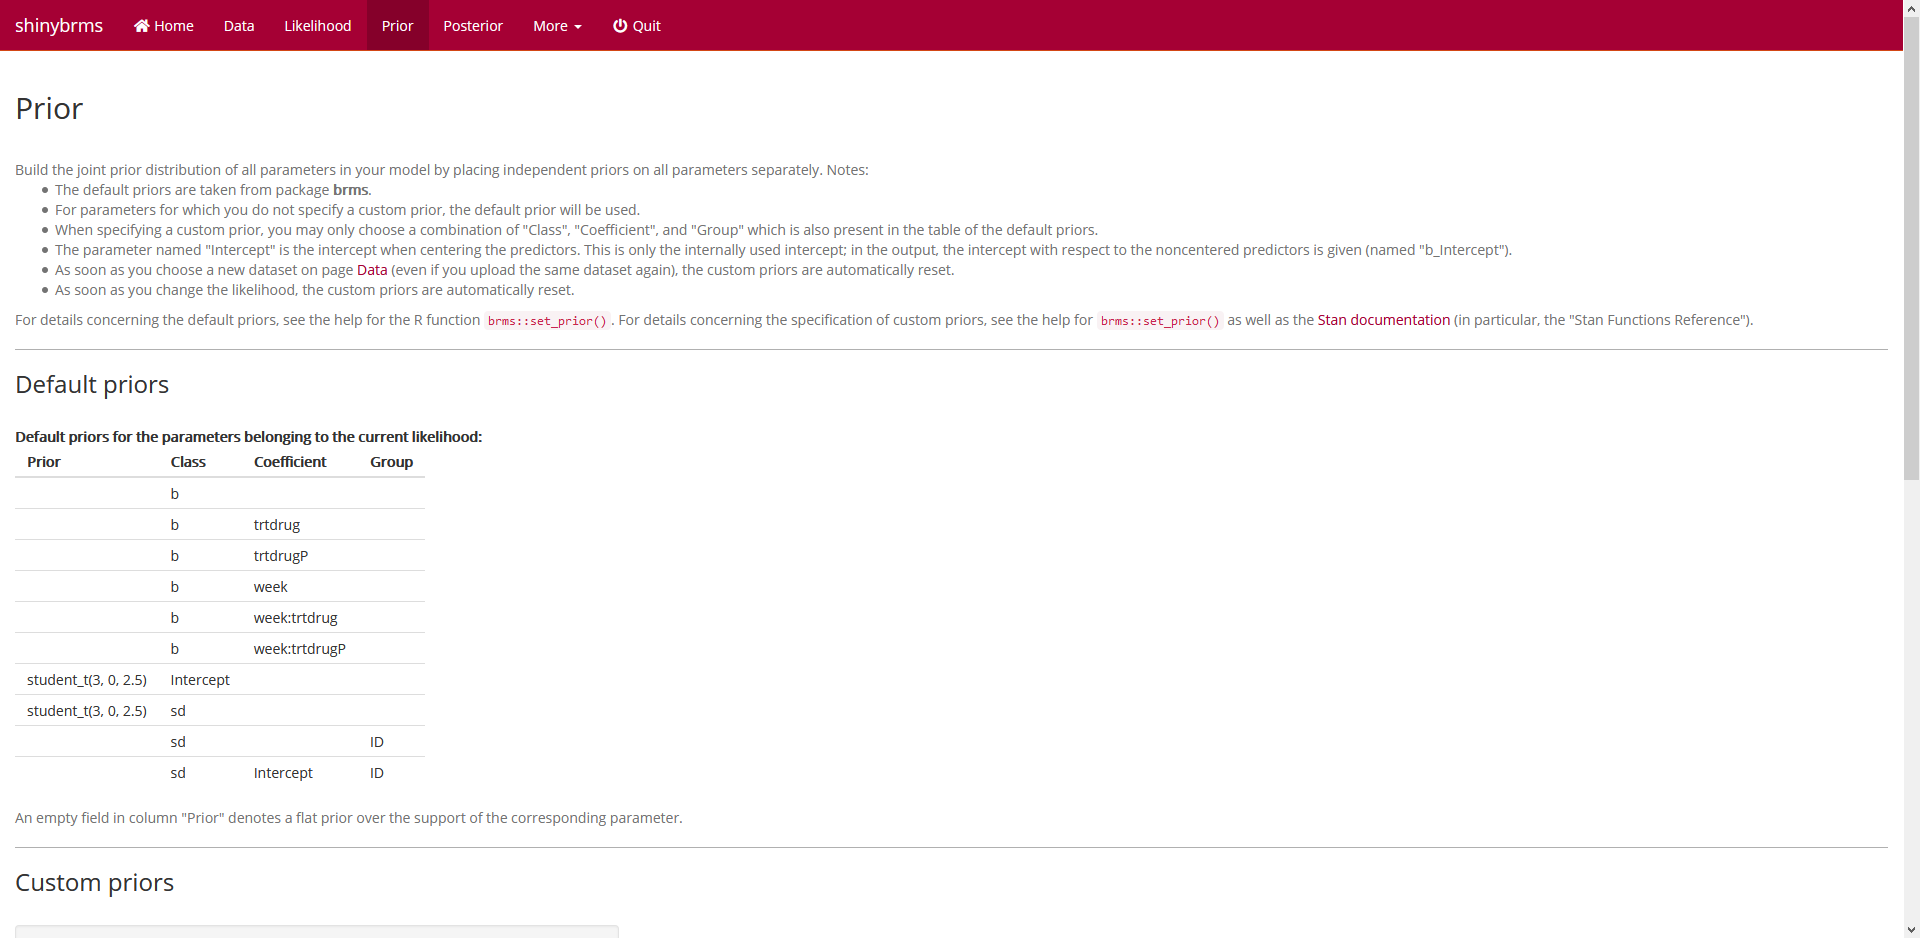 shinybrms Home Data Likelihood Prior Posterior More Quit
Prior
Build the joint prior distribution of all parameters in your model by placing independent priors on all parameters separately. Notes:
The default priors are taken from package brms.
For parameters for which you do not specify a custom prior, the default prior will be used.
When specifying a custom prior, you may only choose a combination of "Class", "Coefficient", and "Group" which is also present in the table of the default priors.
The parameter named "Intercept" is the intercept when centering the predictors. This is only the internally used intercept; in the output, the intercept with respect to the noncentered predictors is given (named "b_Intercept").
As soon as you choose a new dataset on page Data (even if you upload the same dataset again), the custom priors are automatically reset.
As soon as you change the likelihood, the custom priors are automatically reset.
For details concerning the default priors, see the help for the R function brms::set_prior(). For details concerning the specification of custom priors, see the help for brms::set_prior() as well as the Stan documentation (in particular, the "Stan Functions Reference").
Default priors
Default priors for the parameters belonging to the current likelihood:
Prior Class Coefficient Group
b
b trtdrug
b trtdrugP
b week
b week:trtdrug
b week:trtdrugP
student_t(3, 0, 2.5) Intercept
student_t(3, 0, 2.5) sd
sd ID
sd Intercept ID
An empty field in column "Prior" denotes a flat prior over the support of the corresponding parameter.
Custom priors